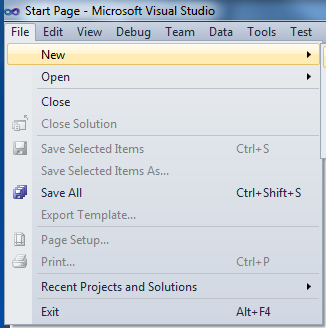 Start Page - Microsoft Visual Studio
File Edit View Debug Team Data Tools Test
New
Open
Close
Close Solution
Save Selected Items Ctrl+S
Save Selected Items As...
Save All Ctrl+Shift+S
Export Template...
Page Setup...
Print... Ctrl+P
Recent Projects and Solutions
Exit Alt+F4